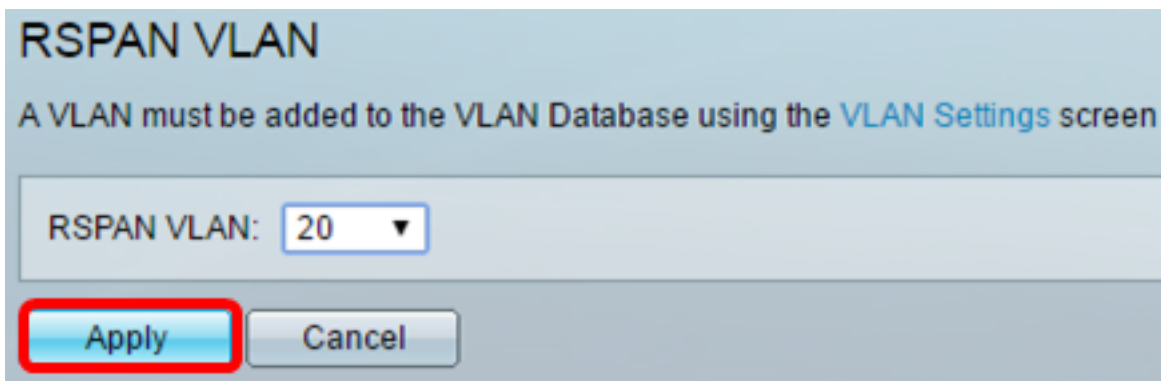 RSPAN VLAN
A VLAN must be added to the VLAN Database using the VLAN Settings screen
RSPAN VLAN: 20
Apply Cancel